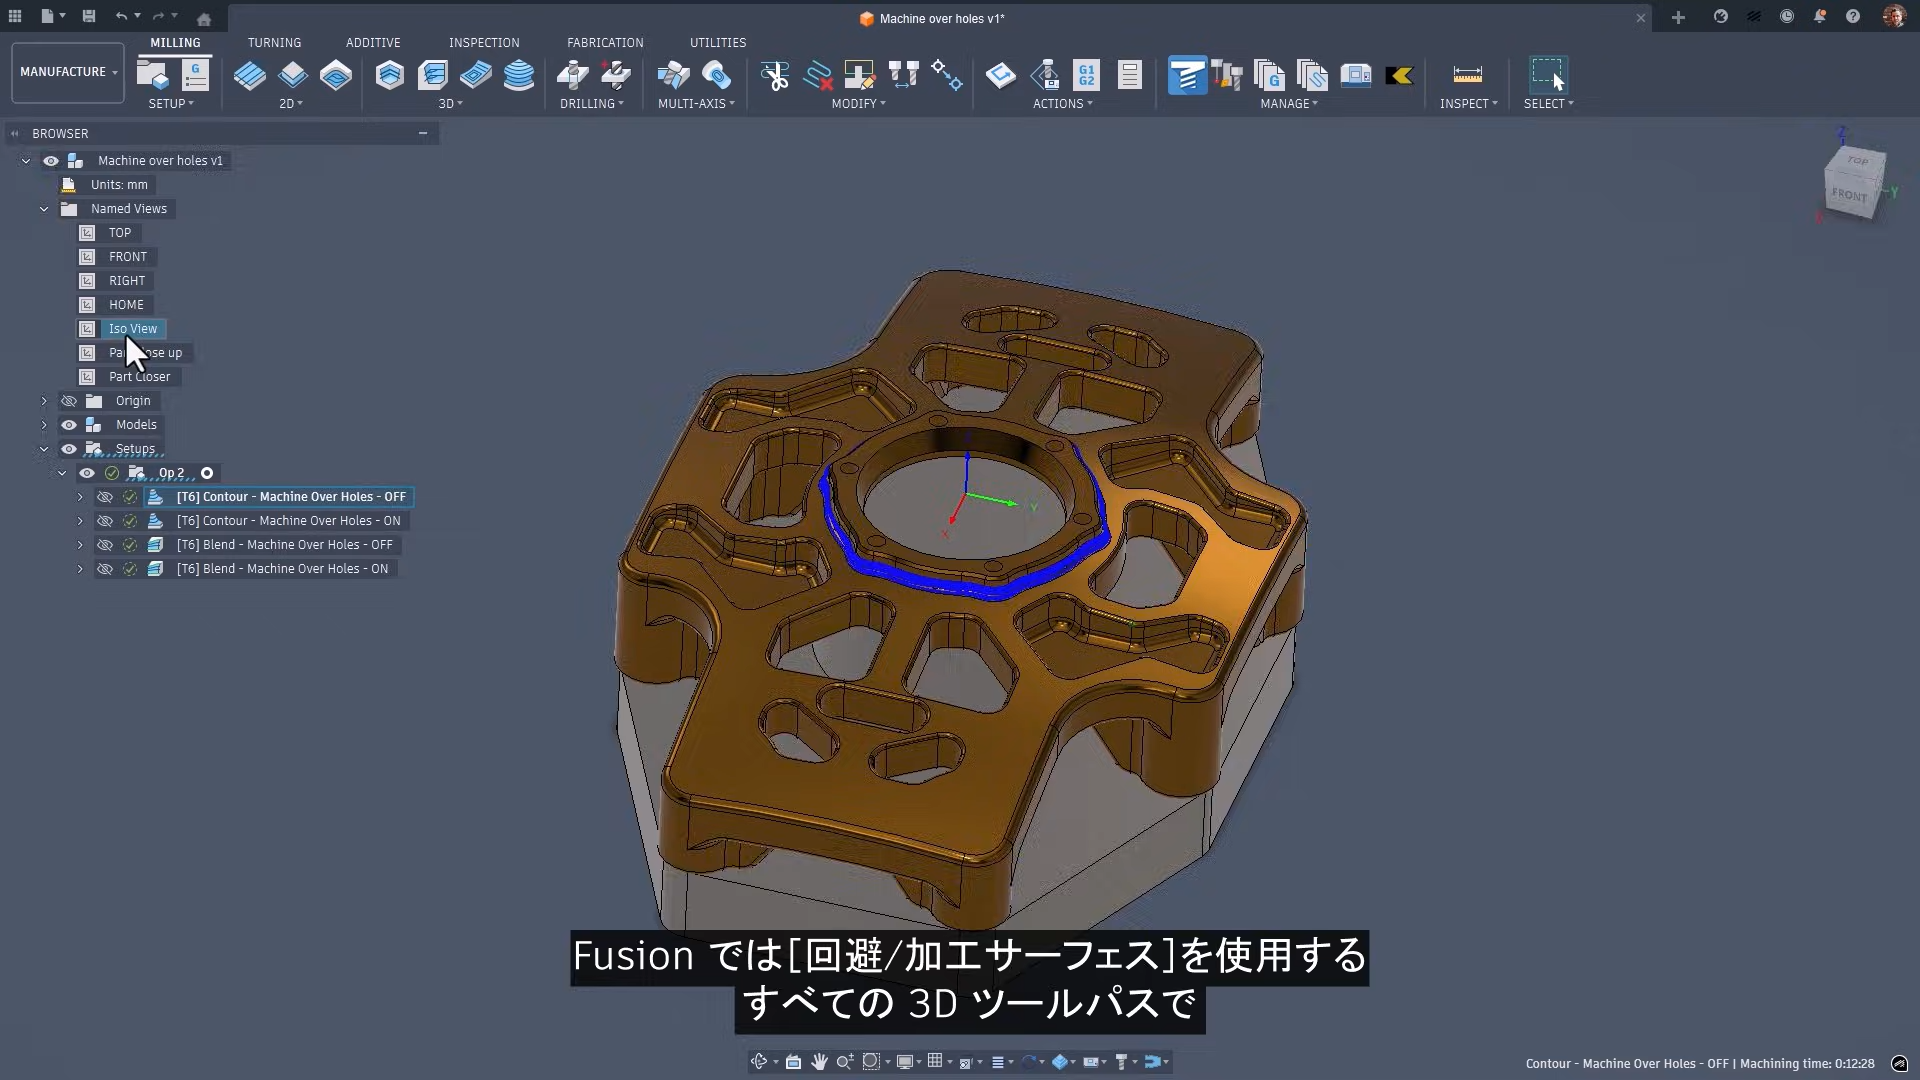 Machine over holes v1*
MILLING
TURNING
ADDITIVE
INSPECTION
FABRICATION
UTILITIES
MANUFACTURE
SETUP
2D
3D
DRILLING
MULTI-AXIS
MODIFY
ACTIONS
MANAGE
INSPECT
SELECT
G
G1
G2
G
BROWSER
Machine over holes v1
Units: mm
Named Views
TOP
FRONT
RIGHT
HOME
Iso View
Part Closer
Origin
Models
Setups
Op 2
[T6] Contour - Machine Over Holes - OFF
[T6] Contour - Machine Over Holes - ON
[T6] Blend - Machine Over Holes - OFF
[T6] Blend - Machine Over Holes - ON
Z
TOP
FRONT
Y
X
Y
X
Fusion では[回避/加工サーフェス]を使用する
すべての 3D ツールパスで
Contour - Machine Over Holes - OFF | Machining time: 0:12:28